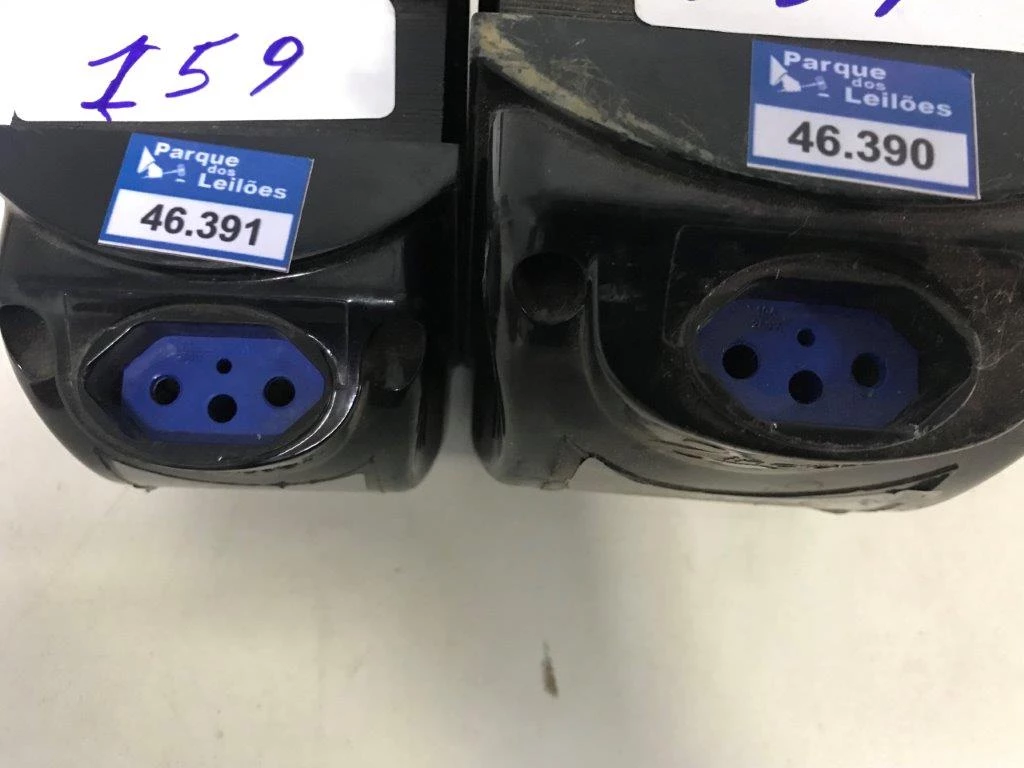 159
Parque
dos
Leilões
46.391
Parque
dos
Leilões
46.390